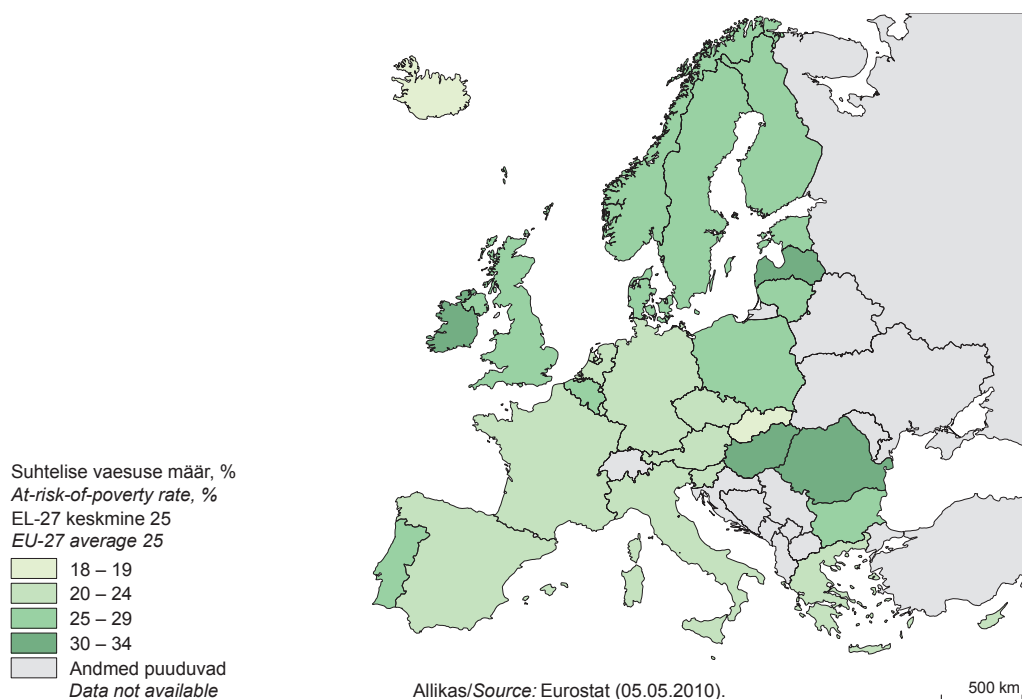 Suhtelise vaesuse määr, %
At-risk-of-poverty rate, %
EL-27 keskmine 25
EU-27 average 25
18 – 19
20 – 24
25 – 29
30 – 34
Andmed puuduvad
Data not available
Allikas/Source: Eurostat (05.05.2010).
500 km